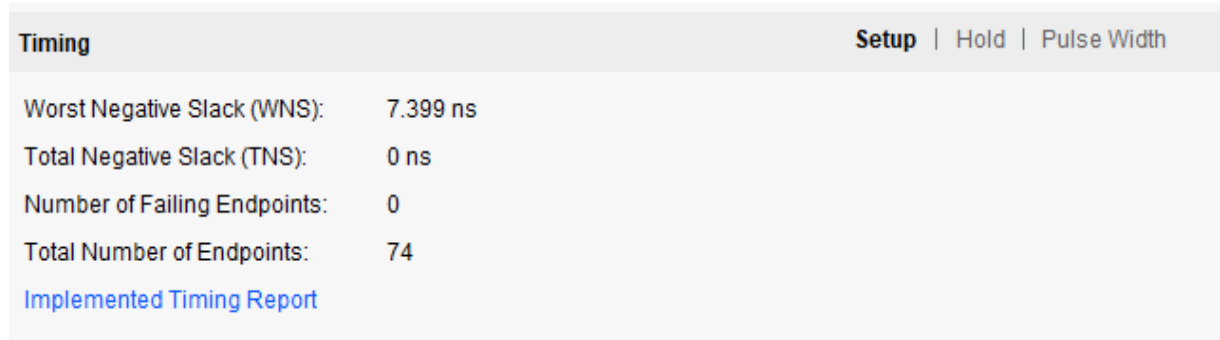 Timing Setup | Hold | Pulse Width
Worst Negative Slack (WNS): 7.399 ns
Total Negative Slack (TNS): 0 ns
Number of Failing Endpoints: 0
Total Number of Endpoints: 74
Implemented Timing Report